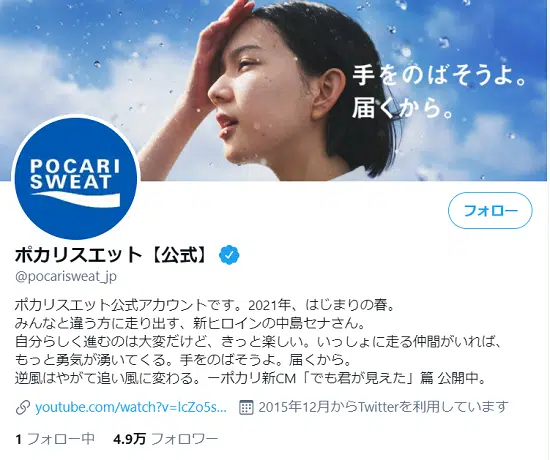 手をのばそうよ。
届くから。
POCARI
SWEAT
フォロー
ポカリスエット【公式】
@pocarisweat_jp
ポカリスエット公式アカウントです。2021年、はじまりの春。
みんなと違う方に走り出す、新ヒロインの中島セナさん。
自分らしく進むのは大変だけど、きっと楽しい。いっしょに走る仲間がいれば、
もっと勇気が湧いてくる。手をのばそうよ。届くから。
逆風はやがて追い風に変わる。ーポカリ新CM「でも君が見えた」篇 公開中。
youtube.com/watch?v=lcZo5s... 2015年12月からTwitterを利用しています
1 フォロー中 4.9万 フォロワー